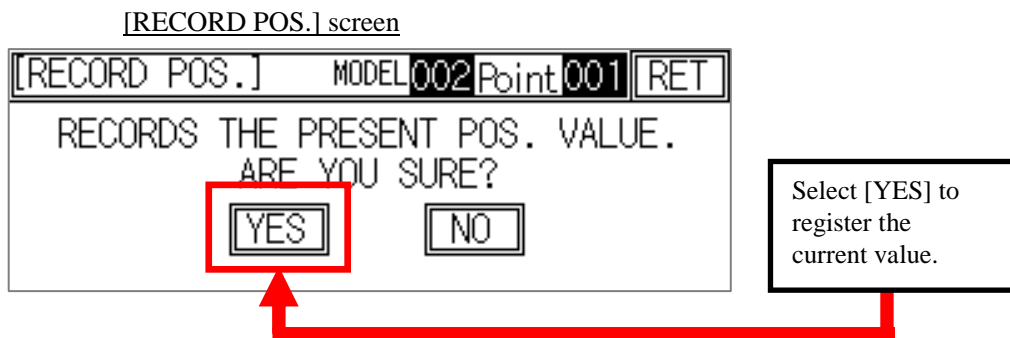 [RECORD POS.] screen
[RECORD POS.] MODEL 002 Point 001 RET
RECORDS THE PRESENT POS. VALUE.
ARE YOU SURE?
YES NO
Select [YES] to
register the
current value.